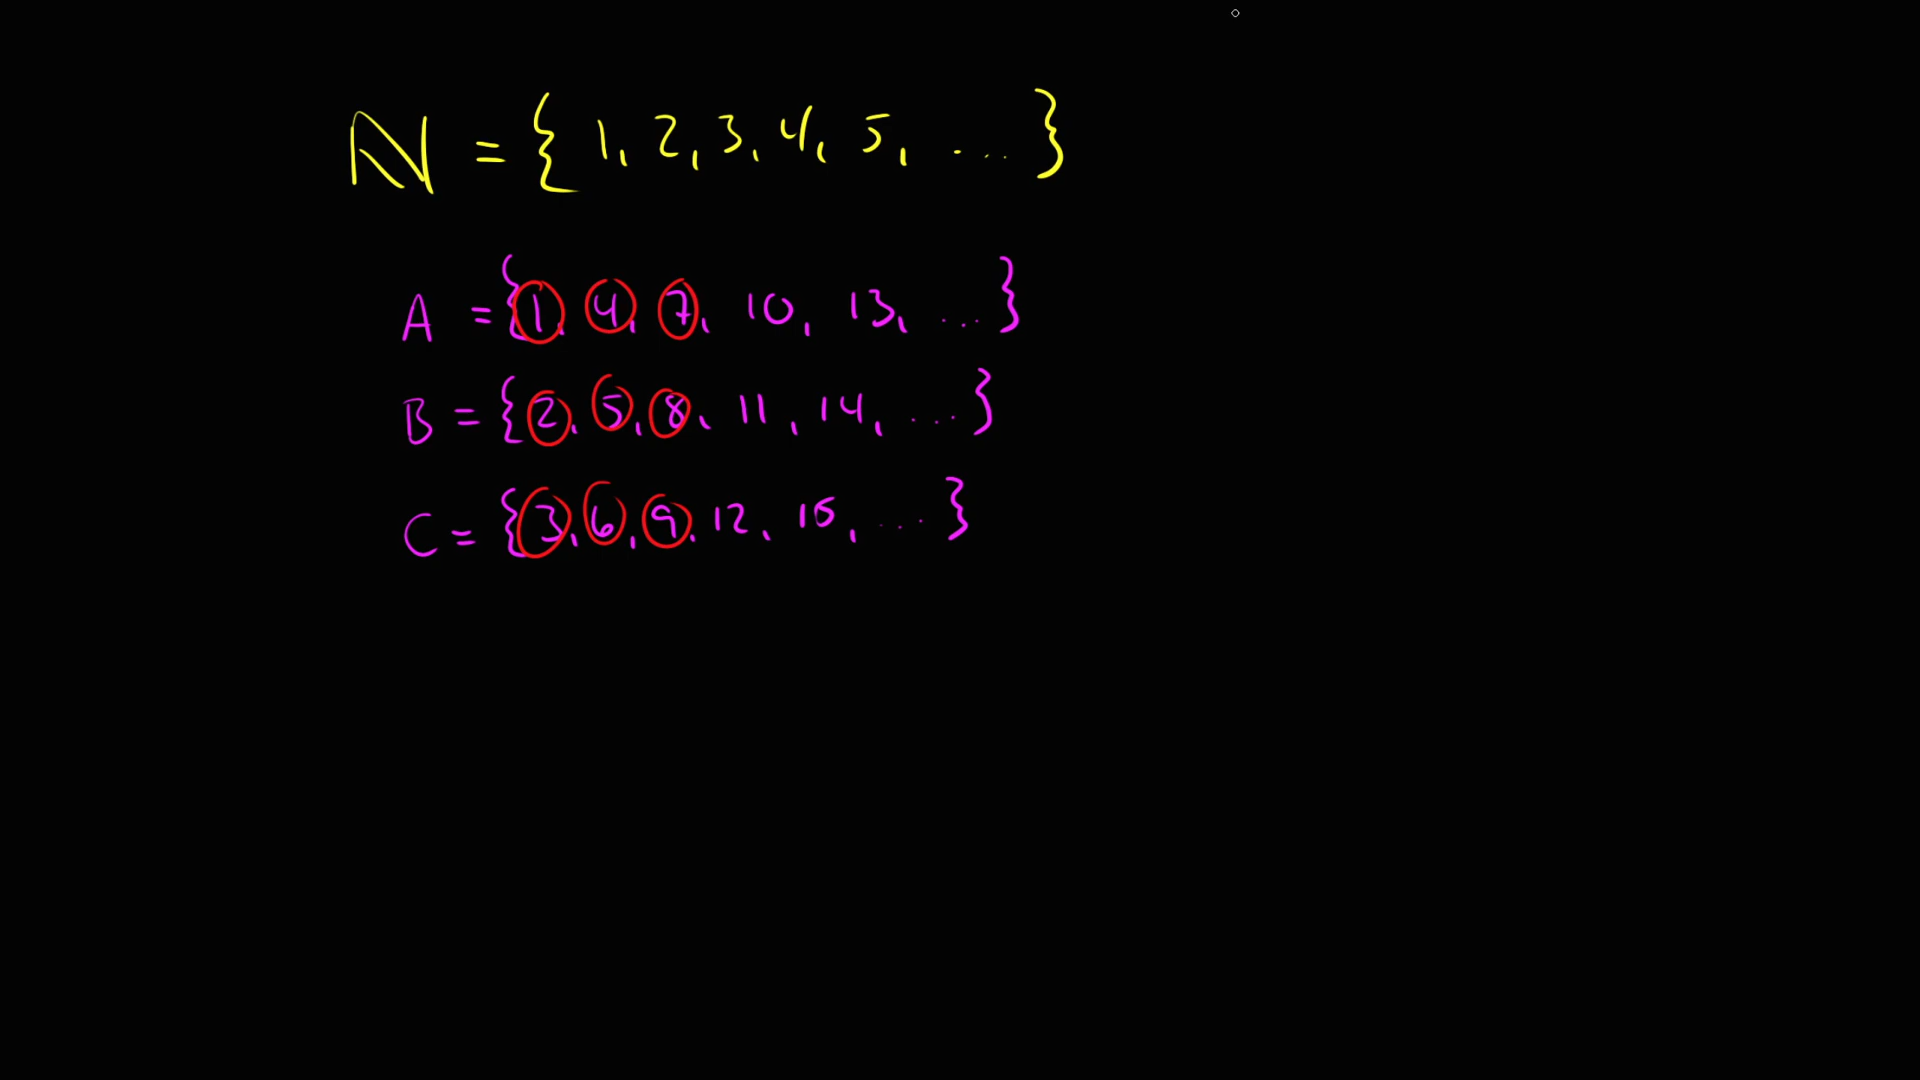 ℕ = { 1, 2, 3, 4, 5, ... }
A = { 1, 4, 7, 10, 13, ... }
B = { 2, 5, 8, 11, 14, ... }
C = { 3, 6, 9, 12, 15, ... }